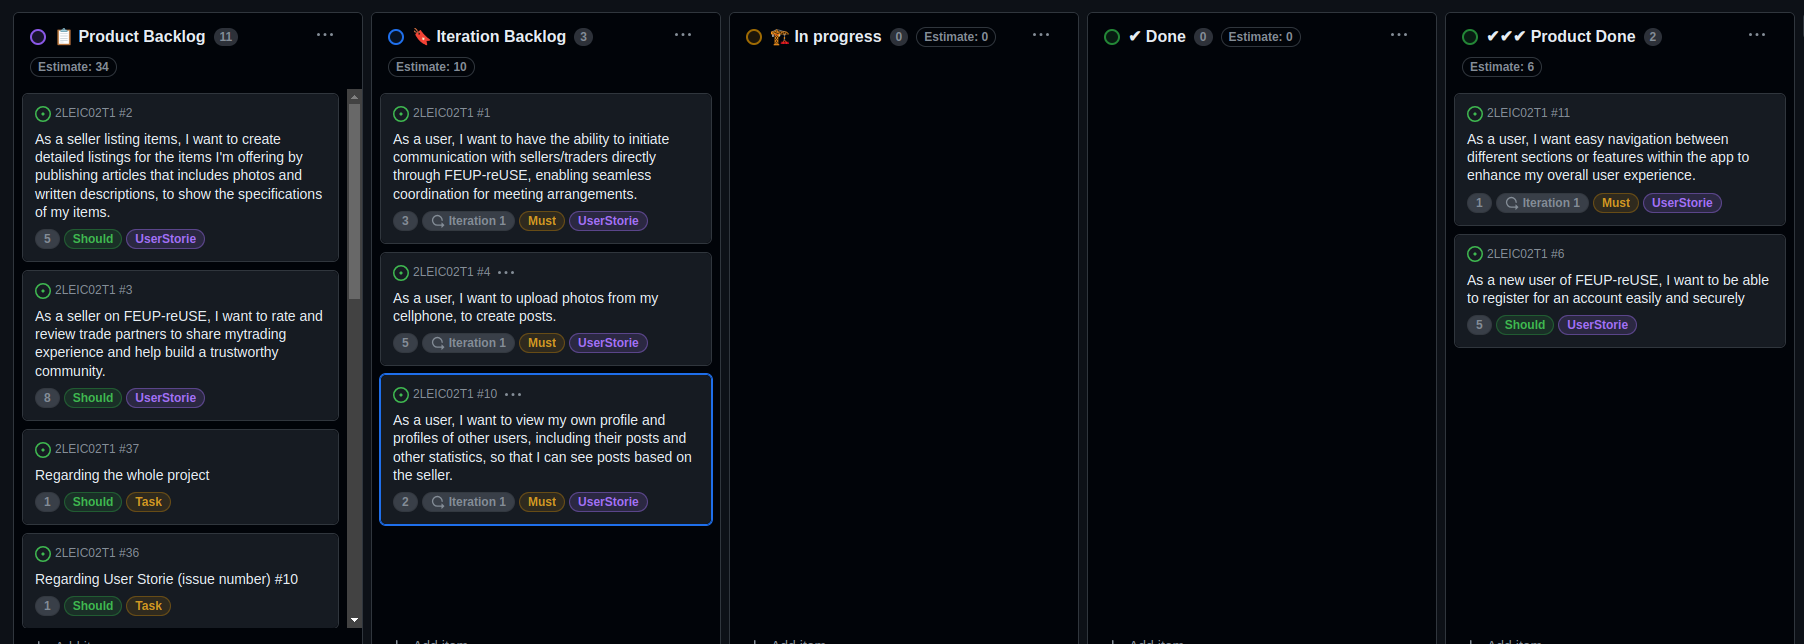 Product Backlog 11
Estimate: 34
2LEIC02T1 #2
As a seller listing items, I want to create
detailed listings for the items I'm offering by
publishing articles that includes photos and
written descriptions, to show the specifications
of my items.
5 Should UserStorie
2LEIC02T1 #3
As a seller on FEUP-reUSE, I want to rate and
review trade partners to share mytrading
experience and help build a trustworthy
community.
8 Should UserStorie
2LEIC02T1 #37
Regarding the whole project
1 Should Task
2LEIC02T1 #36
Regarding User Storie (issue number) #10
1 Should Task
Iteration Backlog 3
Estimate: 10
2LEIC02T1 #1
As a user, I want to have the ability to initiate
communication with sellers/traders directly
through FEUP-reUSE, enabling seamless
coordination for meeting arrangements.
3 Iteration 1 Must UserStorie
2LEIC02T1 #4
As a user, I want to upload photos from my
cellphone, to create posts.
5 Iteration 1 Must UserStorie
2LEIC02T1 #10
As a user, I want to view my own profile and
profiles of other users, including their posts and
other statistics, so that I can see posts based on
the seller.
2 Iteration 1 Must UserStorie
In progress 0 Estimate: 0
✔ Done 0 Estimate: 0
✔✔✔ Product Done 2
Estimate: 6
2LEIC02T1 #11
As a user, I want easy navigation between
different sections or features within the app to
enhance my overall user experience.
1 Iteration 1 Must UserStorie
2LEIC02T1 #6
As a new user of FEUP-reUSE, I want to be able
to register for an account easily and securely
5 Should UserStorie